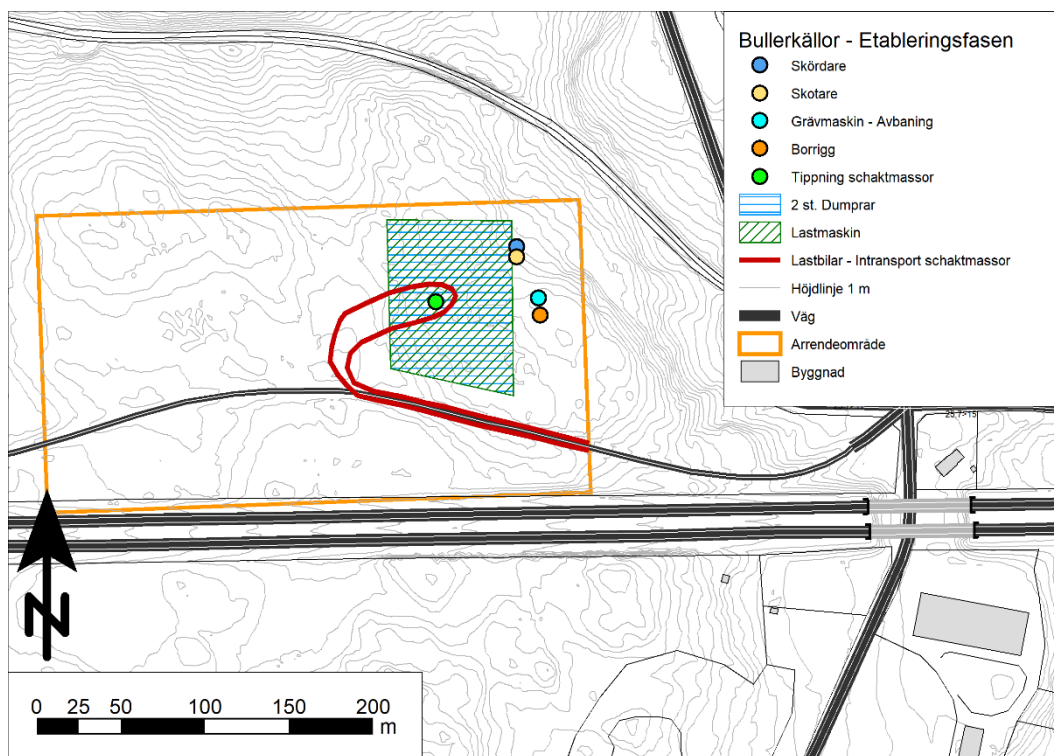 Bullerkällor - Etableringsfasen
Skördare
Skotare
Grävmaskin - Avbaning
Borrigg
Tippning schaktmassor
2 st. Dumprar
Lastmaskin
Lastbilar - Intransport schaktmassor
Höjdlinje 1 m
Väg
Arrendeområde
Byggnad
N
0 25 50 100 150 200
m